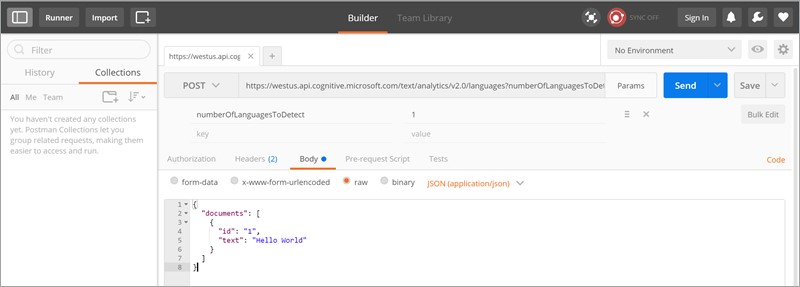 Runner Import Builder Team Library SYNC OFF Sign In
Filter
History Collections
All Me Team
You haven't created any collections
yet. Postman Collections let you
group related requests, making them
easier to access and run.
https://westus.api.cog
No Environment
POST https://westus.api.cognitive.microsoft.com/text/analytics/v2.0/languages?numberOfLanguagesToDet Params Send Save
numberOfLanguagesToDetect 1 Bulk Edit
key value
Authorization Headers (2) Body Pre-request Script Tests Code
form-data x-www-form-urlencoded raw binary JSON (application/json)
1 {
2 "documents": [
3 {
4 "id": "1",
5 "text": "Hello World"
6 }
7 ]
8 }